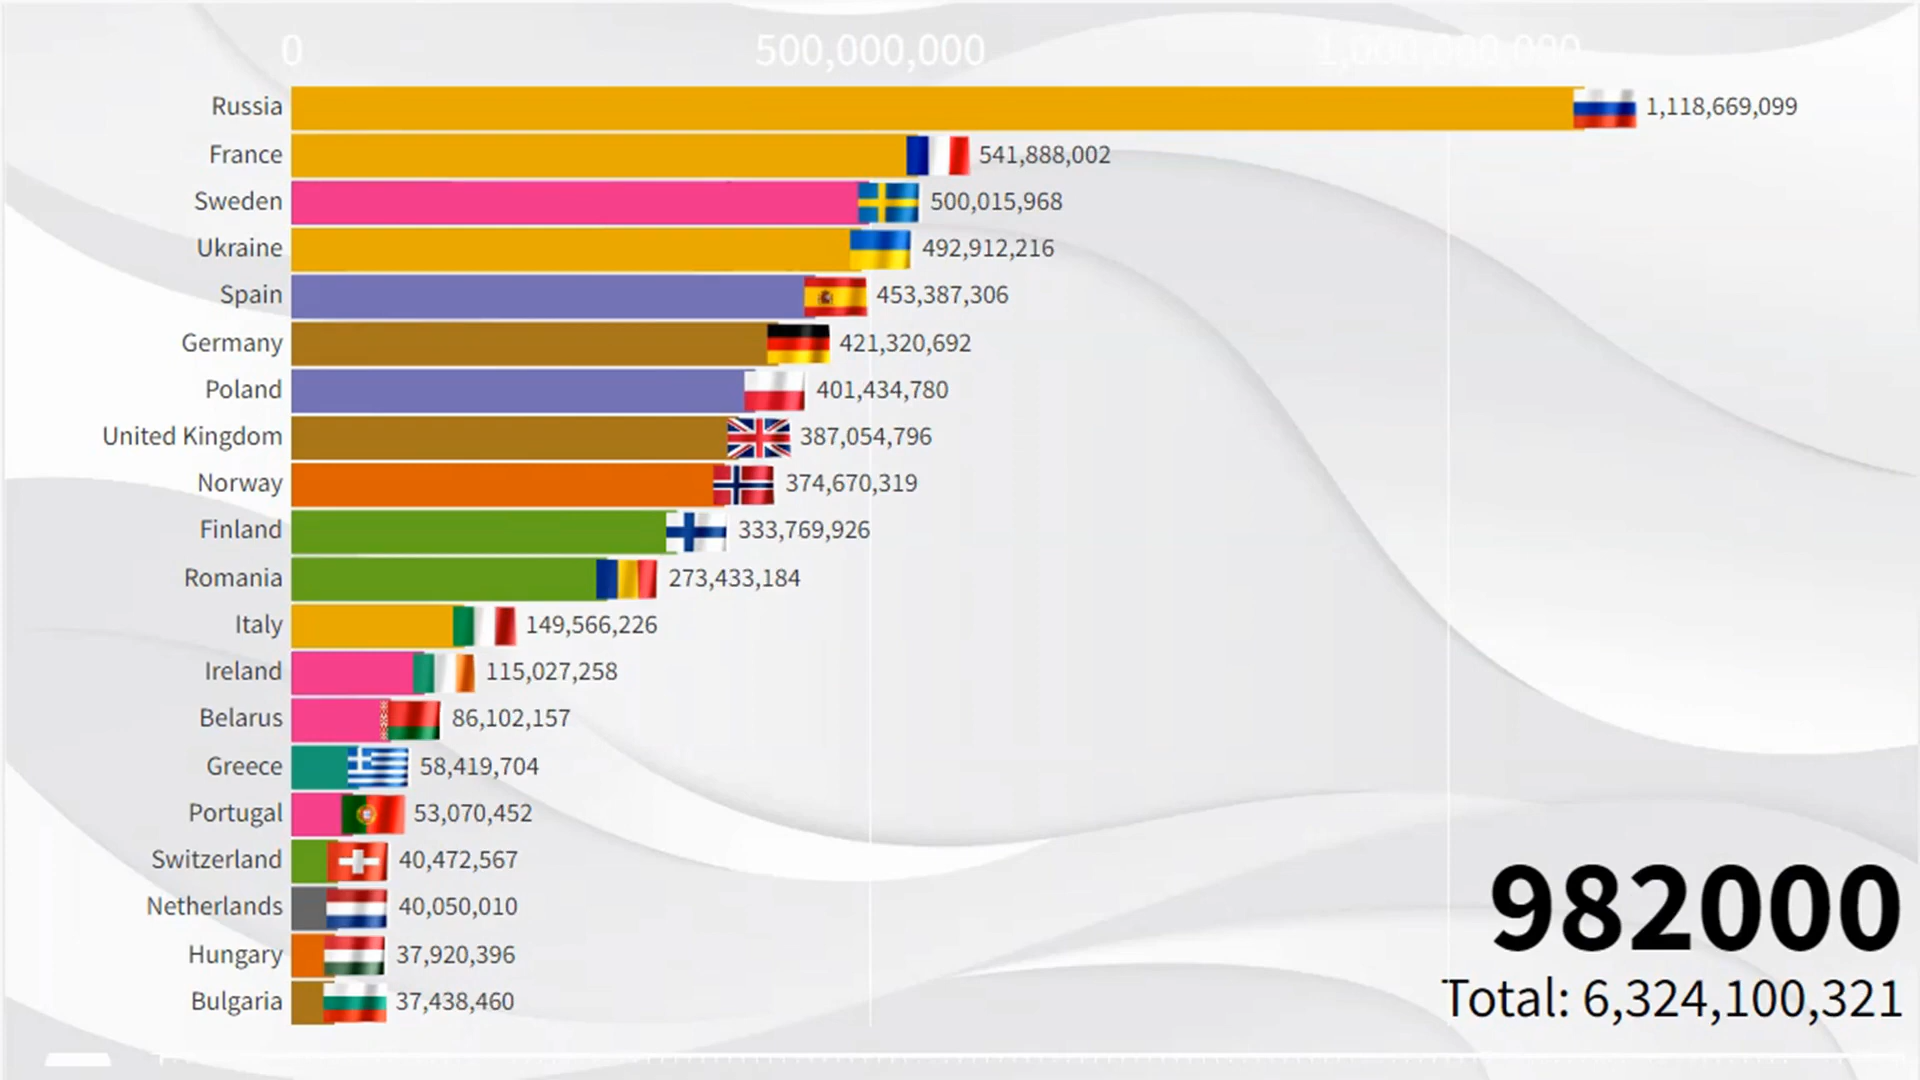 0 500,000,000 1,000,000,000
Russia 1,118,669,099
France 541,888,002
Sweden 500,015,968
Ukraine 492,912,216
Spain 453,387,306
Germany 421,320,692
Poland 401,434,780
United Kingdom 387,054,796
Norway 374,670,319
Finland 333,769,926
Romania 273,433,184
Italy 149,566,226
Ireland 115,027,258
Belarus 86,102,157
Greece 58,419,704
Portugal 53,070,452
Switzerland 40,472,567
Netherlands 40,050,010
Hungary 37,920,396
Bulgaria 37,438,460
982000
Total: 6,324,100,321